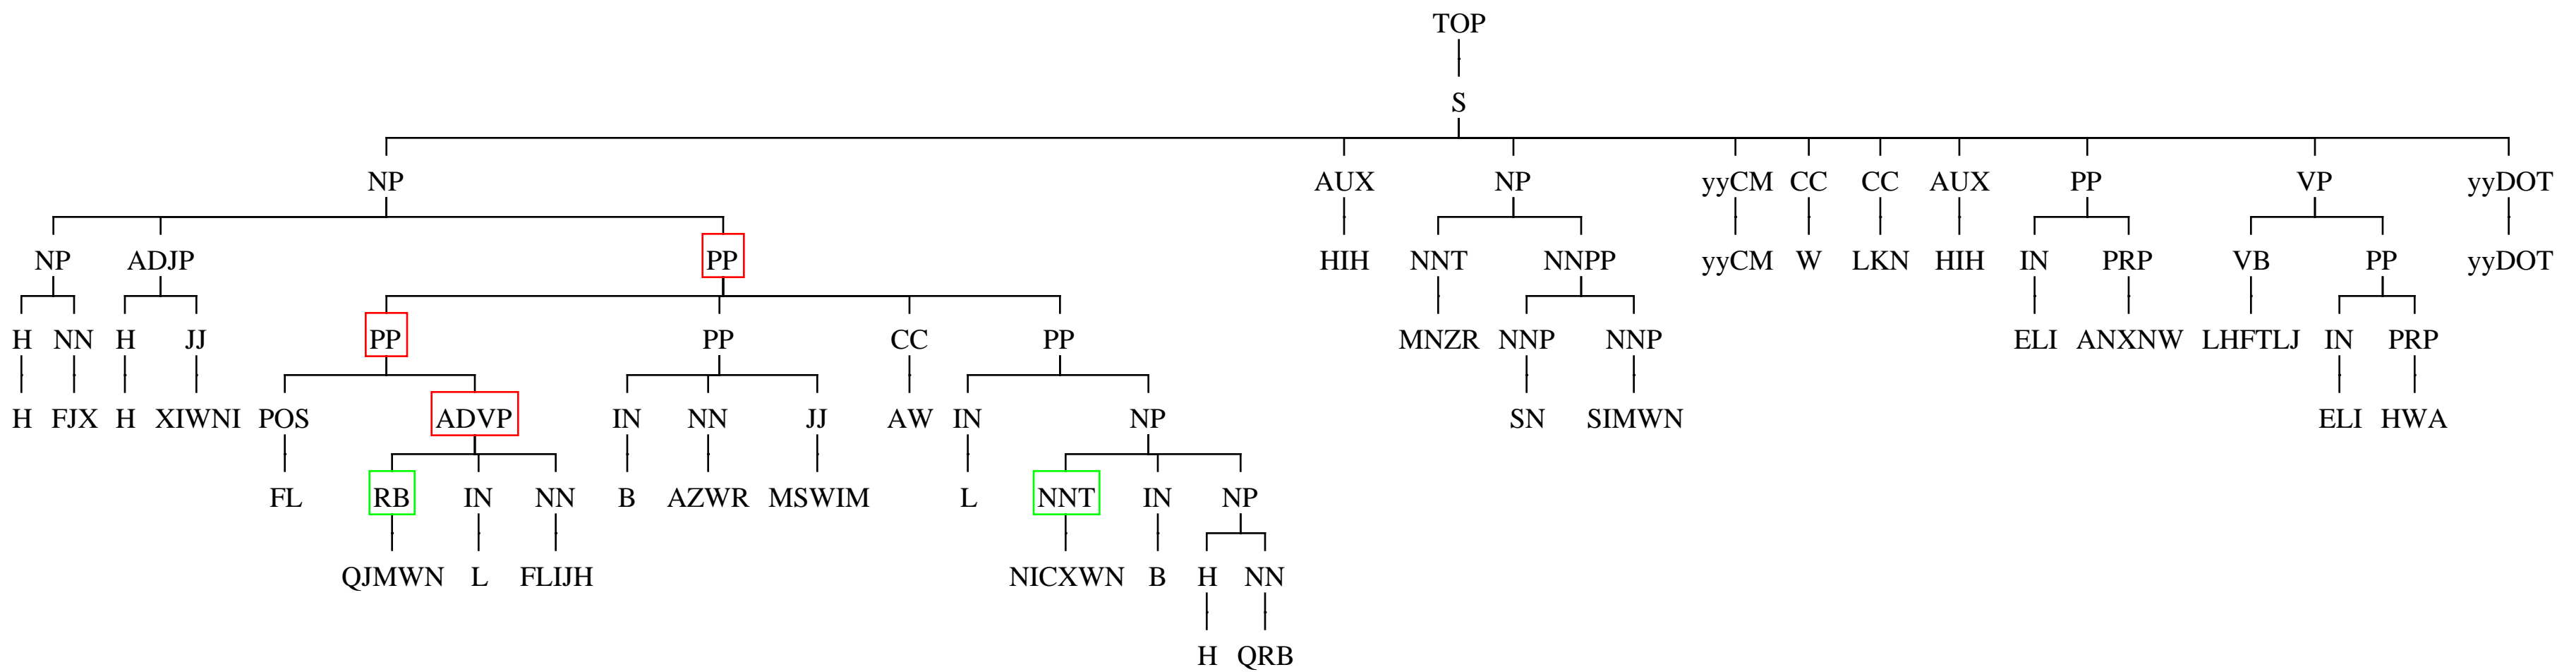 TOP
S
NP AUX NP yyCM CC CC AUX PP VP yyDOT
NP ADJP PP HIH NNT NNPP yyCM W LKN HIH IN PRP VB PP yyDOT
H NN H JJ PP PP CC PP MNZR NNP NNP ELI ANXNW LHFTLJ IN PRP
H FJX H XIWNI POS ADVP IN NN JJ AW IN NP SN SIMWN ELI HWA
FL RB IN NN B AZWR MSWIM L NNT IN NP
QJMWN L FLIJH NICXWN B H NN
H QRB